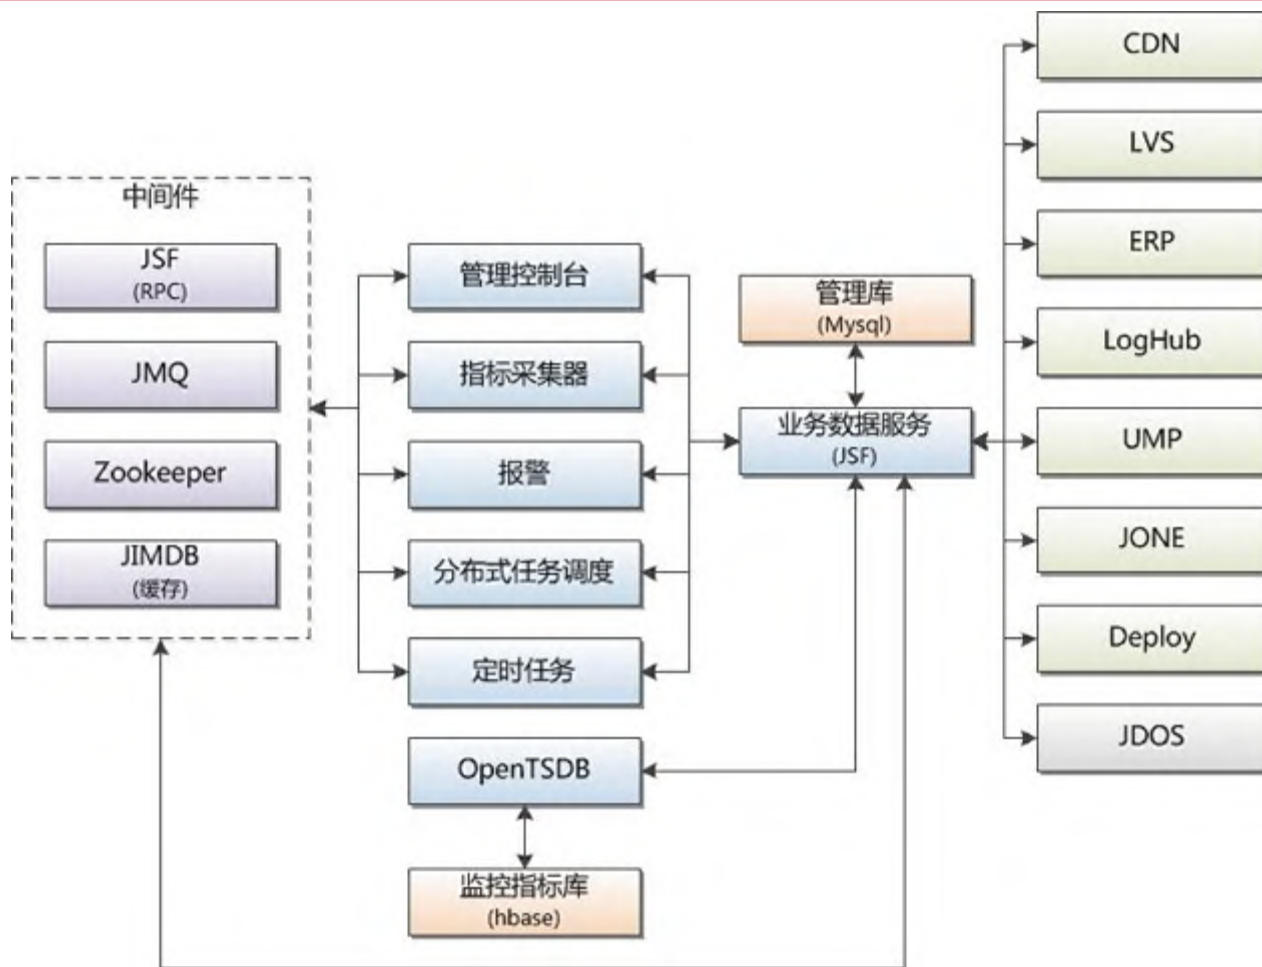 中间件
JSF
(RPC)
JMQ
Zookeeper
JIMDB
(缓存)
管理控制台
指标采集器
报警
分布式任务调度
定时任务
OpenTSDB
监控指标库
(hbase)
管理库
(Mysql)
业务数据服务
(JSF)
CDN
LVS
ERP
LogHub
UMP
JONE
Deploy
JDOS